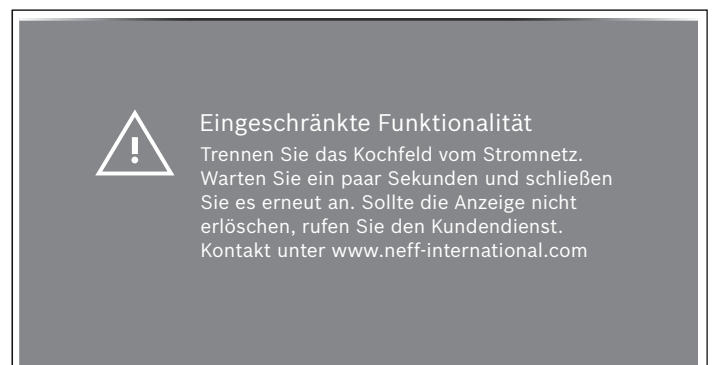 Eingeschränkte Funktionalität
Trennen Sie das Kochfeld vom Stromnetz.
Warten Sie ein paar Sekunden und schließen
Sie es erneut an. Sollte die Anzeige nicht
erlöschen, rufen Sie den Kundendienst.
Kontakt unter www.neff-international.com